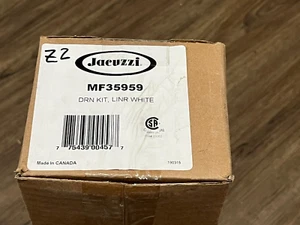 Z2
Jacuzzi
MF35959
DRN KIT, LINR WHITE
7 75439 00457 7
Made In CANADA